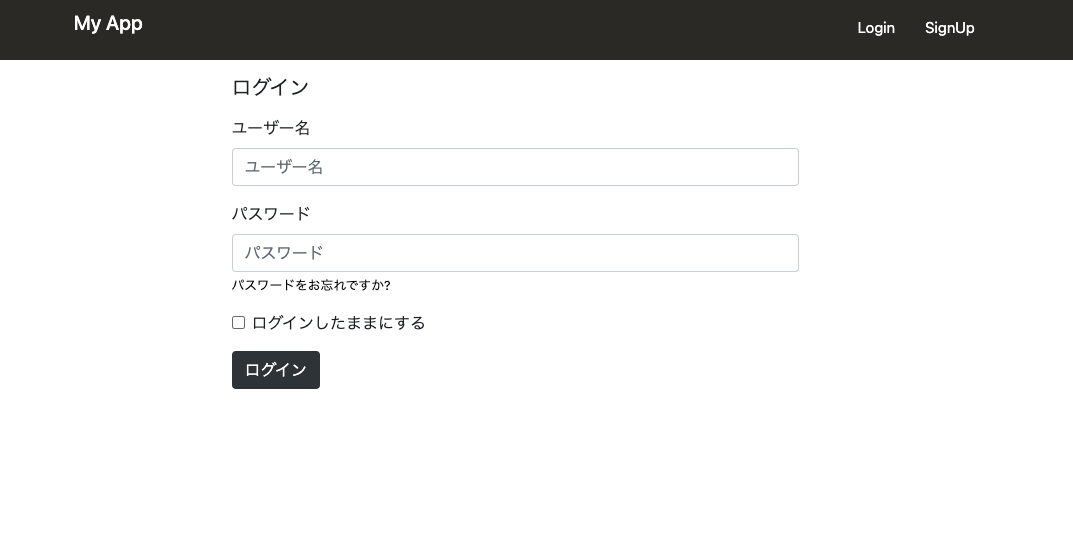 My App
Login SignUp
ログイン
ユーザー名
ユーザー名
パスワード
パスワード
パスワードをお忘れですか?
ログインしたままにする
ログイン